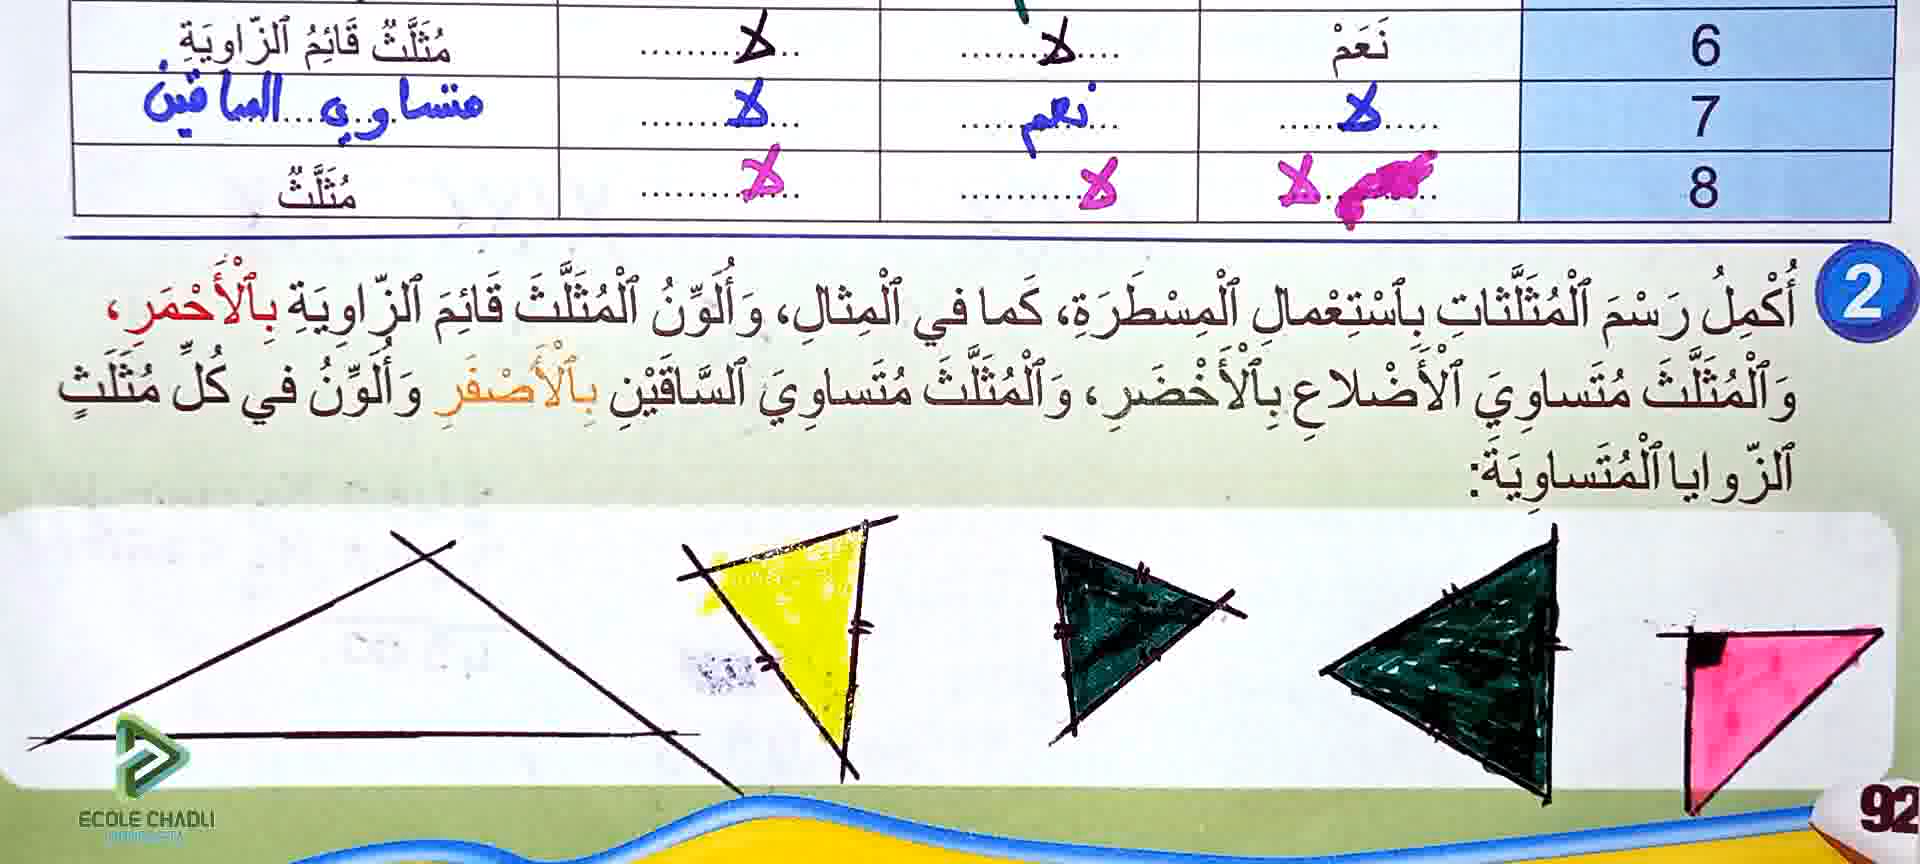 6 نَعَمْ لا لا مُثَلَّثٌ قَائِمُ ٱلزّاوِيَةِ
7 لا نعم لا متساوي الساقين
8 لا لا لا مُثَلَّثٌ
2 أُكْمِلُ رَسْمَ ٱلْمُثَلَّثاتِ بِٱسْتِعْمالِ ٱلْمِسْطَرَةِ، كَما في ٱلْمِثالِ، وَأُلَوِّنُ ٱلْمُثَلَّثَ قَائِمَ ٱلزّاوِيَةِ بِٱلْأَحْمَرِ،
وَٱلْمُثَلَّثَ مُتَساوِيَ ٱلْأَضْلاعِ بِٱلْأَخْضَرِ، وَٱلْمُثَلَّثَ مُتَساوِيَ ٱلسَّاقَيْنِ بِٱلْأَصْفَرِ وَأُلَوِّنُ في كُلِّ مُثَلَثٍ
ٱلزّوايا ٱلْمُتَساوِيَةَ:
ECOLE CHADLI
92